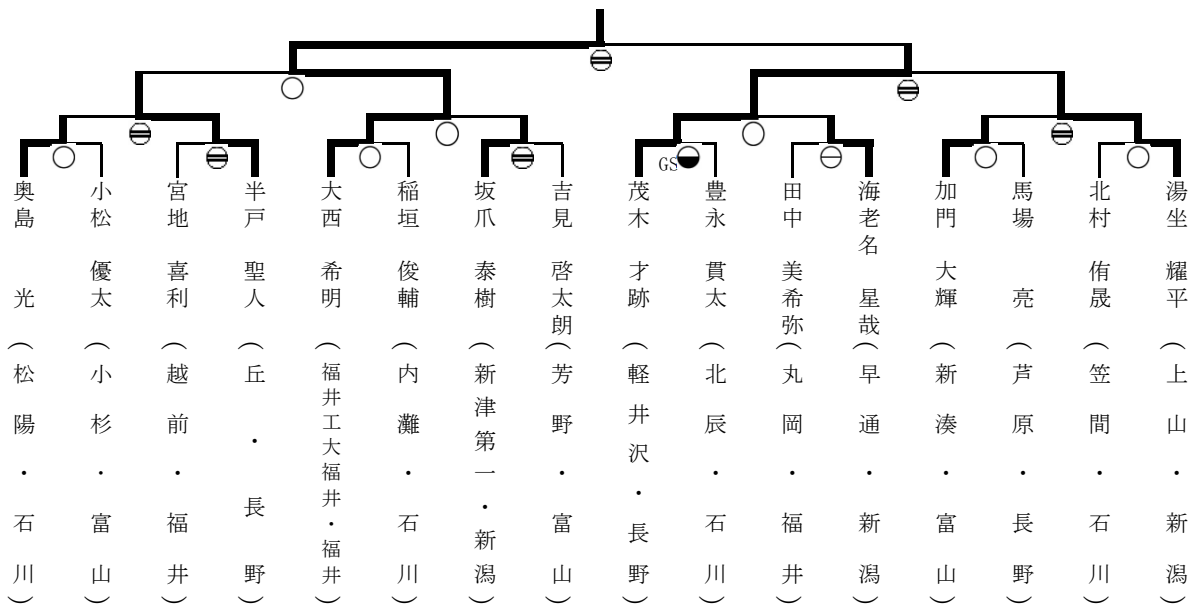 GS
奥島 光（松陽・石川）
小松 優太（小杉・富山）
宮地 喜利（越前・福井）
半戸 聖人（丘・長野）
大西 希明（福井工大福井・福井）
稲垣 俊輔（内灘・石川）
坂爪 泰樹（新津第一・新潟）
吉見 啓太朗（芳野・富山）
茂木 才跡（軽井沢・長野）
豊永 貫太（北辰・石川）
田中 美希弥（丸岡・福井）
海老名 星哉（早通・新潟）
加門 大輝（新湊・富山）
馬場 亮（芦原・長野）
北村 侑晟（笠間・石川）
湯坐 耀平（上山・新潟）